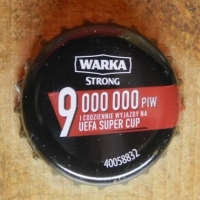 WARKA
STRONG
9 000 000 PIW
I CODZIENNIE WYJAZDY NA
UEFA SUPER CUP
40058832